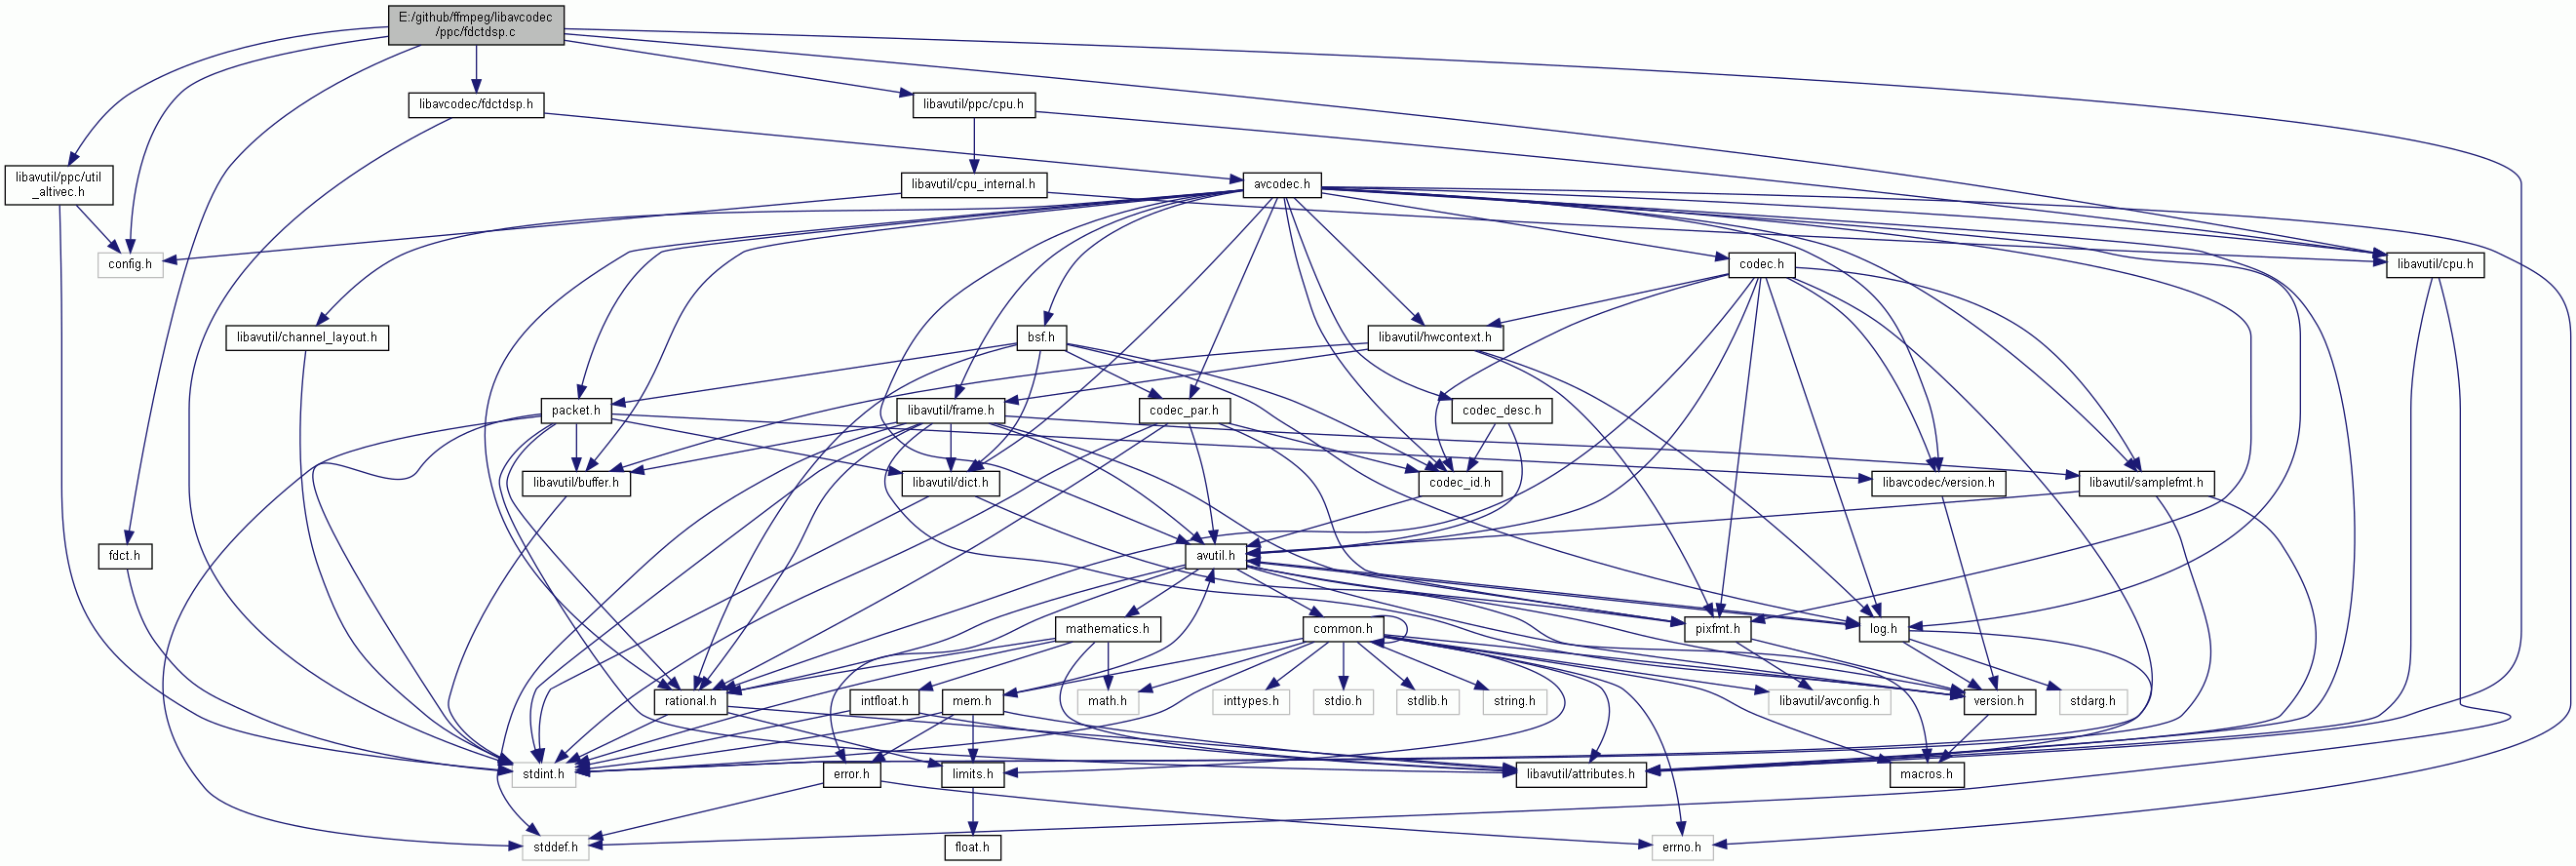 E:/github/ffmpeg/libavcodec
/ppc/fdctdsp.c
libavcodec/fdctdsp.h
libavutil/ppc/cpu.h
libavutil/ppc/util
_altivec.h
libavutil/cpu_internal.h
avcodec.h
config.h
codec.h
libavutil/cpu.h
libavutil/channel_layout.h
bsf.h
libavutil/hwcontext.h
packet.h
libavutil/frame.h
codec_par.h
codec_desc.h
libavutil/buffer.h
libavutil/dict.h
codec_id.h
libavcodec/version.h
libavutil/samplefmt.h
fdct.h
avutil.h
mathematics.h
common.h
pixfmt.h
log.h
rational.h
intfloat.h
mem.h
math.h
inttypes.h
stdio.h
stdlib.h
string.h
libavutil/avconfig.h
version.h
stdarg.h
stdint.h
error.h
limits.h
libavutil/attributes.h
macros.h
stddef.h
float.h
errno.h